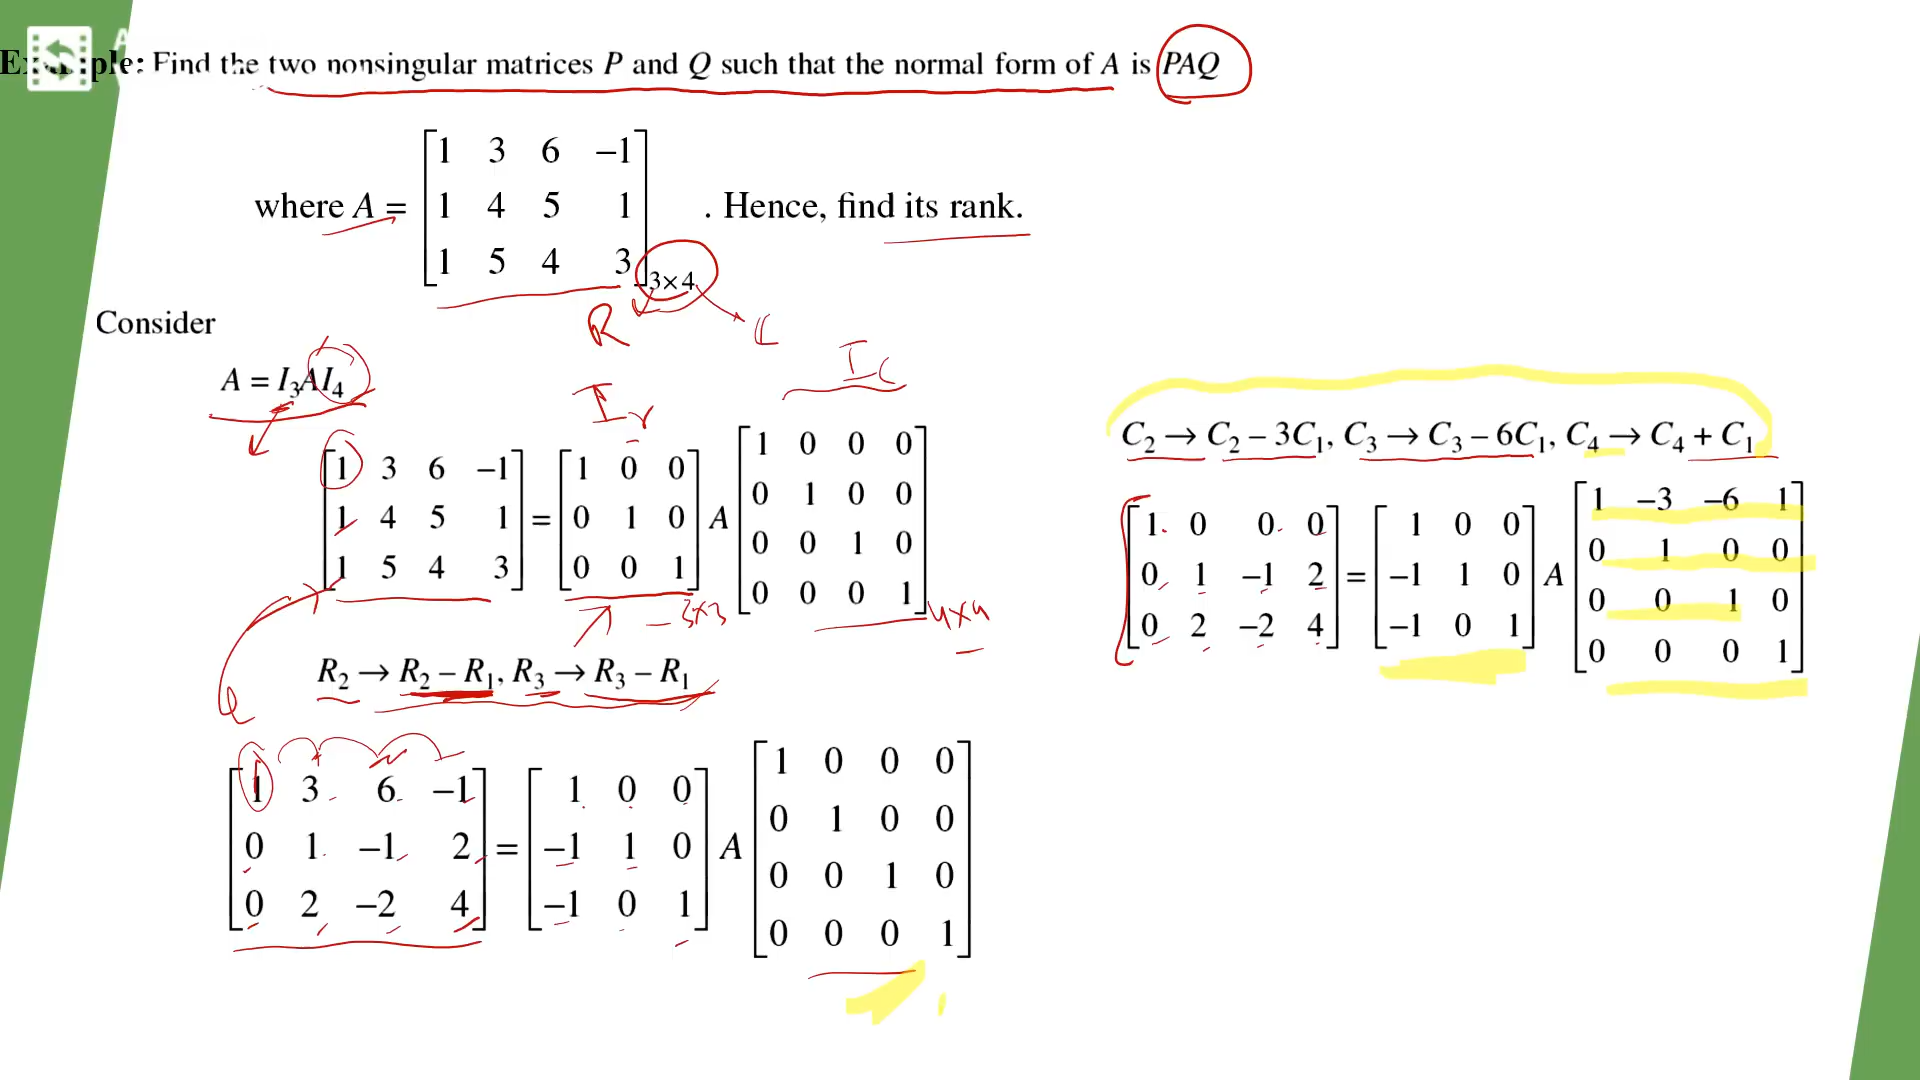 Example: Find the two nonsingular matrices P and Q such that the normal form of A is PAQ
where A = [1 3 6 −1
1 4 5 1
1 5 4 3]3×4 . Hence, find its rank.
R C
Consider
A = I₃AI₄
Ir Ic
[1 3 6 −1
1 4 5 1
1 5 4 3] = [1 0 0
0 1 0
0 0 1] A [1 0 0 0
0 1 0 0
0 0 1 0
0 0 0 1]
3×3 4×4
R₂ → R₂ − R₁, R₃ → R₃ − R₁
[1 3 6 −1
0 1 −1 2
0 2 −2 4] = [1 0 0
−1 1 0
−1 0 1] A [1 0 0 0
0 1 0 0
0 0 1 0
0 0 0 1]
C₂ → C₂ − 3C₁, C₃ → C₃ − 6C₁, C₄ → C₄ + C₁
[1 0 0 0
0 1 −1 2
0 2 −2 4] = [1 0 0
−1 1 0
−1 0 1] A [1 −3 −6 1
0 1 0 0
0 0 1 0
0 0 0 1]